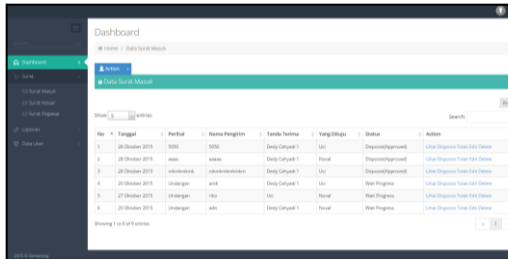 Dashboard
Home / Data Surat Masuk
Dashboard
Surat
Surat Masuk
Surat Keluar
Surat Pegawai
Laporan
Data User
Action
Data Surat Masuk
Show 5 entries
Search:
No Tanggal Perihal Nama Pengirim Tanda Terima Yang Dituju Status Action
1 28 Oktober 2015 5050 5050 Dedy Cahyadi 1 Uci Disposisi(Approved) Lihat Disposisi Tolak Edit Delete
2 28 Oktober 2015 aaaa aaaaa Dedy Cahyadi 1 Noval Disposisi(Approved) Lihat Disposisi Tolak Edit Delete
3 28 Oktober 2015 Dedy Cahyadi 1 Uci Disposisi(Approved) Lihat Disposisi Tolak Edit Delete
4 20 Oktober 2015 Undangan andi Dedy Cahyadi 1 Uci Wait Progress Lihat Disposisi Tolak Edit Delete
5 27 Oktober 2015 Undangan riko Uci Noval Wait Progress Lihat Disposisi Tolak Edit Delete
6 20 Oktober 2015 Undangan adri Dedy Cahyadi 1 Noval Wait Progress Lihat Disposisi Tolak Edit Delete
Showing 1 to 6 of 6 entries
1
2015 © Semarang